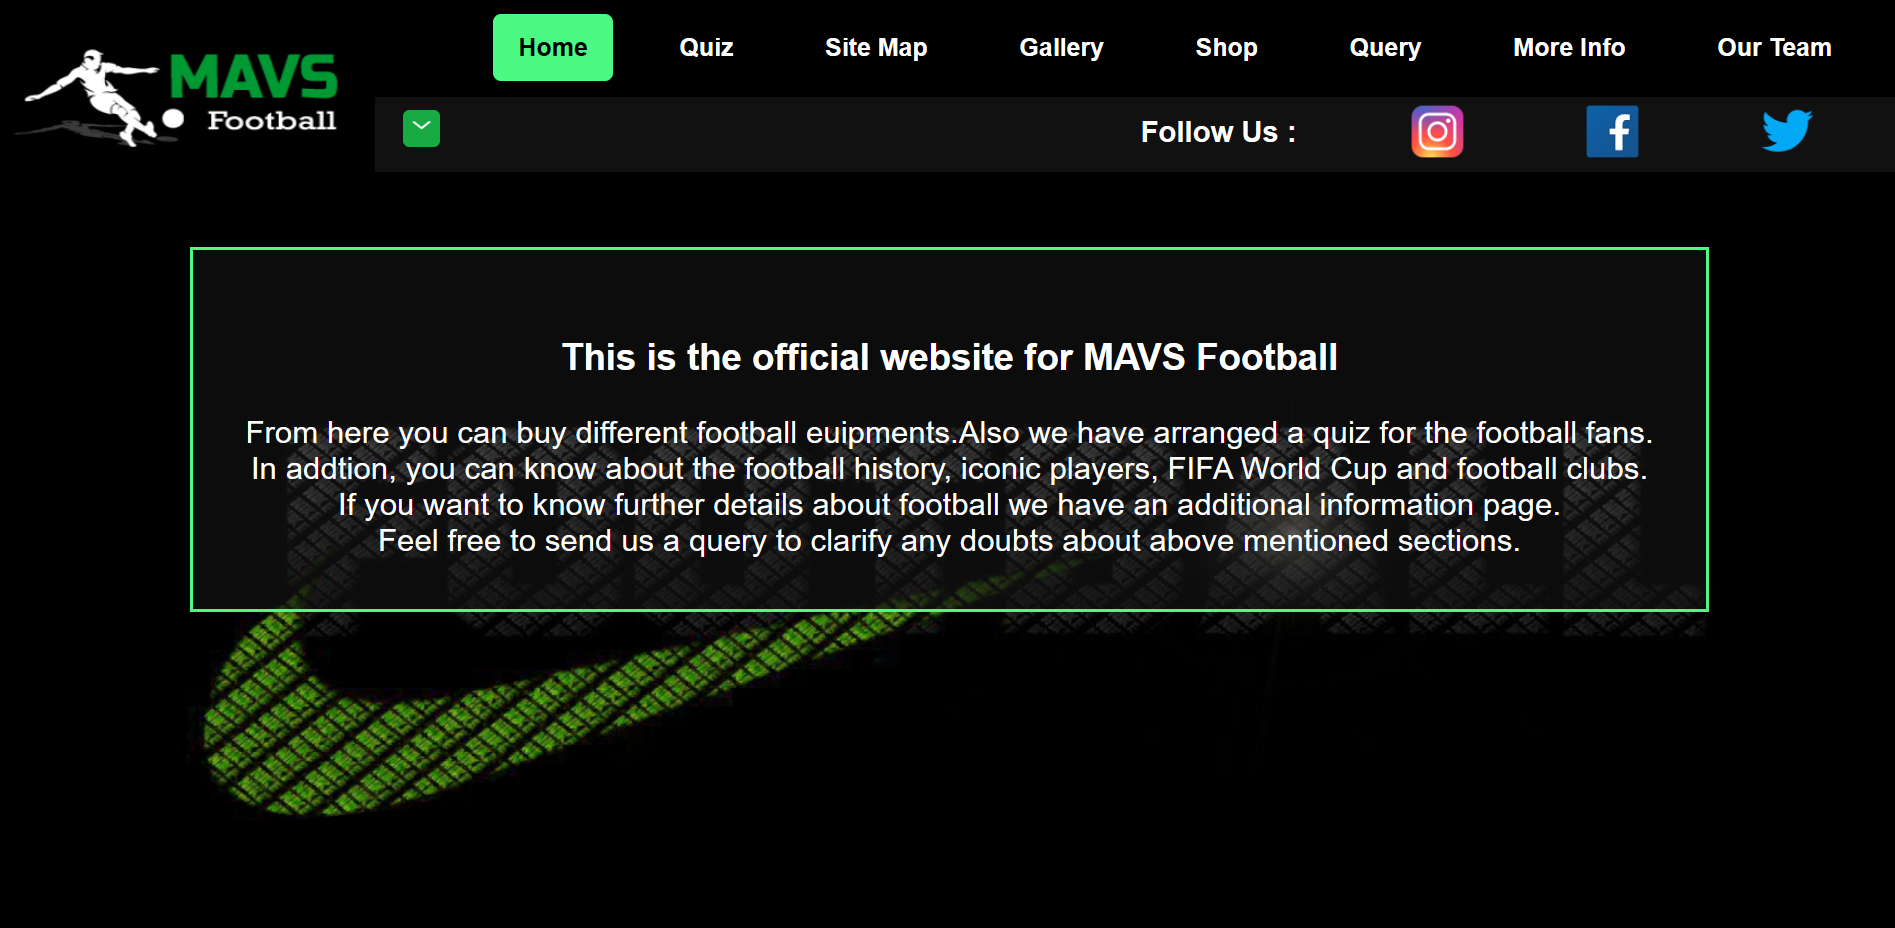 MAVS
Football
Home Quiz Site Map Gallery Shop Query More Info Our Team
Follow Us :
This is the official website for MAVS Football
From here you can buy different football euipments.Also we have arranged a quiz for the football fans.
In addtion, you can know about the football history, iconic players, FIFA World Cup and football clubs.
If you want to know further details about football we have an additional information page.
Feel free to send us a query to clarify any doubts about above mentioned sections.